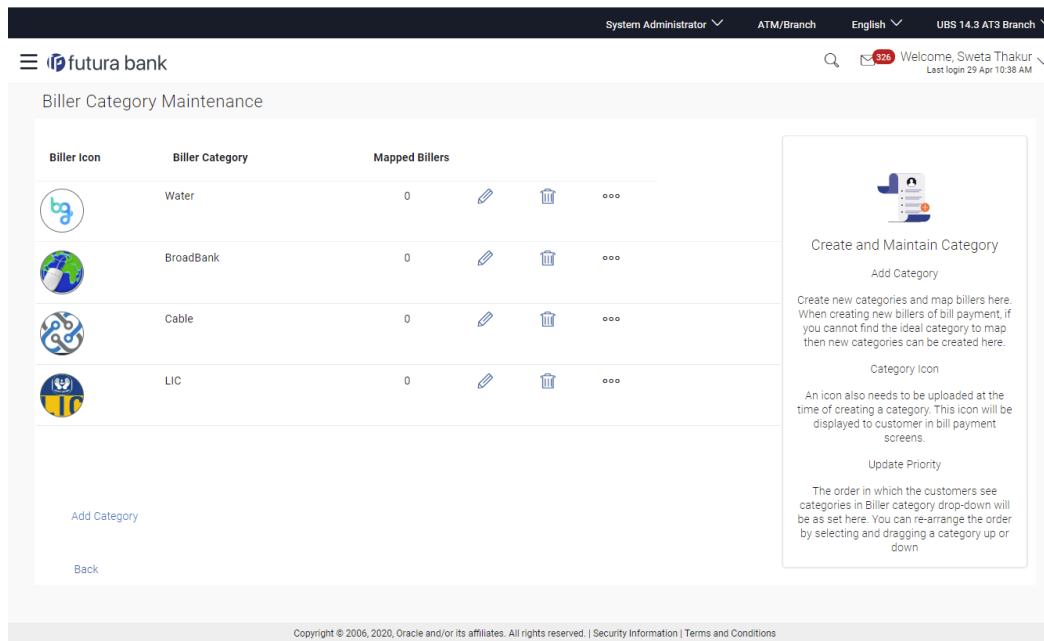 System Administrator ATM/Branch English UBS 14.3 AT3 Branch
futura bank
326 Welcome, Sweta Thakur
Last login 29 Apr 10:38 AM
Biller Category Maintenance
Biller Icon Biller Category Mapped Billers
bg Water 0
BroadBank 0
Cable 0
LIC LIC 0
Add Category
Back
Create and Maintain Category
Add Category
Create new categories and map billers here.
When creating new billers of bill payment, if
you cannot find the ideal category to map
then new categories can be created here.
Category Icon
An icon also needs to be uploaded at the
time of creating a category. This icon will be
displayed to customer in bill payment
screens.
Update Priority
The order in which the customers see
categories in Biller category drop-down will
be as set here. You can re-arrange the order
by selecting and dragging a category up or
down
Copyright © 2006, 2020, Oracle and/or its affiliates. All rights reserved. | Security Information | Terms and Conditions